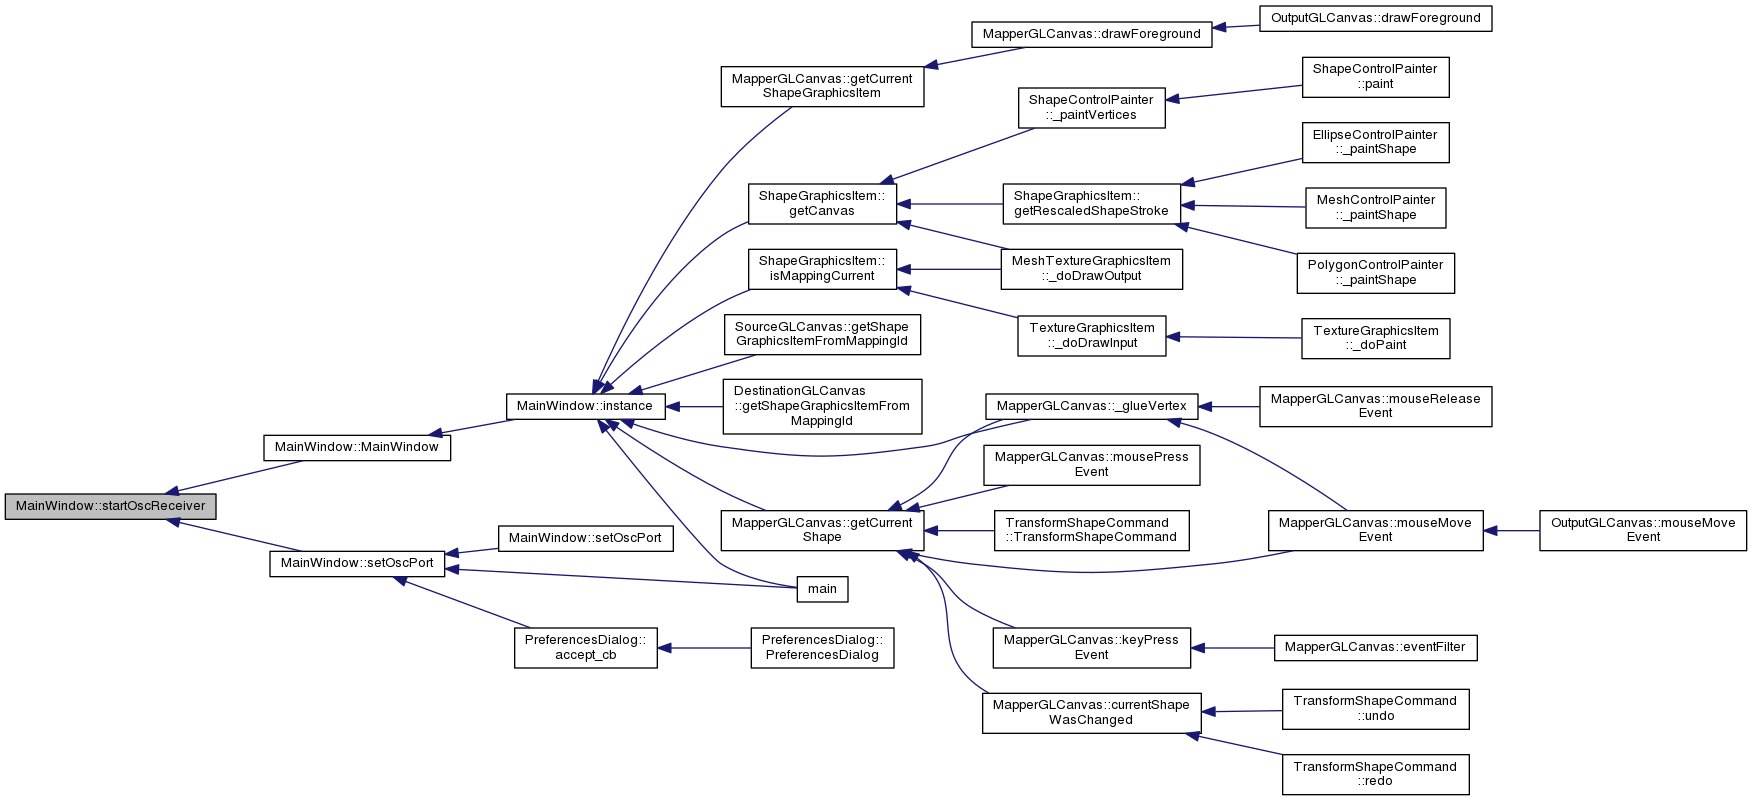 OutputGLCanvas::drawForeground
MapperGLCanvas::drawForeground
MapperGLCanvas::getCurrent
ShapeGraphicsItem
ShapeControlPainter
::paint
ShapeControlPainter
::_paintVertices
EllipseControlPainter
::_paintShape
ShapeGraphicsItem::
getCanvas
ShapeGraphicsItem::
getRescaledShapeStroke
MeshControlPainter
::_paintShape
ShapeGraphicsItem::
isMappingCurrent
MeshTextureGraphicsItem
::_doDrawOutput
PolygonControlPainter
::_paintShape
SourceGLCanvas::getShape
GraphicsItemFromMappingId
TextureGraphicsItem
::_doDrawInput
TextureGraphicsItem
::_doPaint
MainWindow::instance
DestinationGLCanvas
::getShapeGraphicsItemFrom
MappingId
MapperGLCanvas::_glueVertex
MapperGLCanvas::mouseRelease
Event
MainWindow::MainWindow
MapperGLCanvas::mousePress
Event
MainWindow::startOscReceiver
MapperGLCanvas::getCurrent
Shape
TransformShapeCommand
::TransformShapeCommand
MapperGLCanvas::mouseMove
Event
OutputGLCanvas::mouseMove
Event
MainWindow::setOscPort
MainWindow::setOscPort
main
PreferencesDialog::
accept_cb
PreferencesDialog::
PreferencesDialog
MapperGLCanvas::keyPress
Event
MapperGLCanvas::eventFilter
MapperGLCanvas::currentShape
WasChanged
TransformShapeCommand
::undo
TransformShapeCommand
::redo